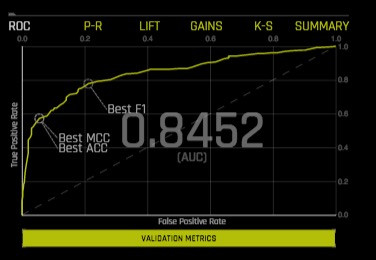 ROC P-R LIFT GAINS K-S SUMMARY
0.0 0.2 0.4 0.6 0.8 1.0
1.0
0.8
Best F1
0.6
0.8452
Best MCC
Best ACC
0.4
(AUC)
0.2
0.0
True Positive Rate
False Positive Rate
VALIDATION METRICS